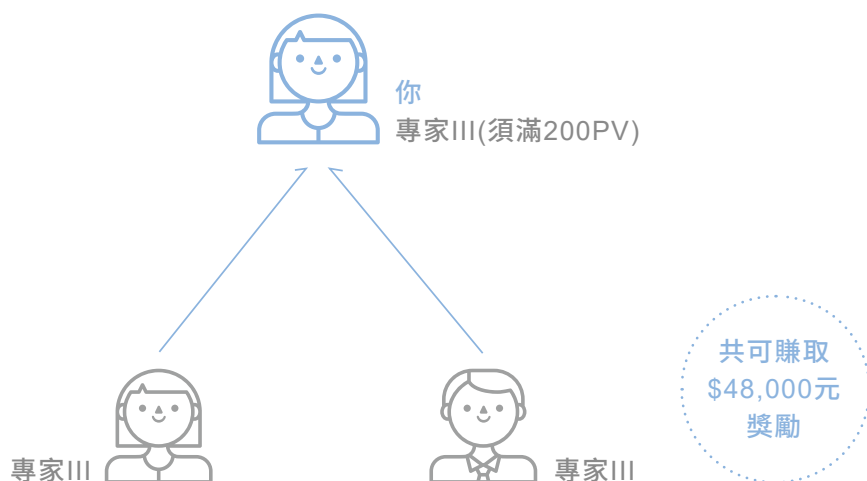 你
專家III(須滿200PV)
共可賺取
$48,000元
獎勵
專家III
專家III